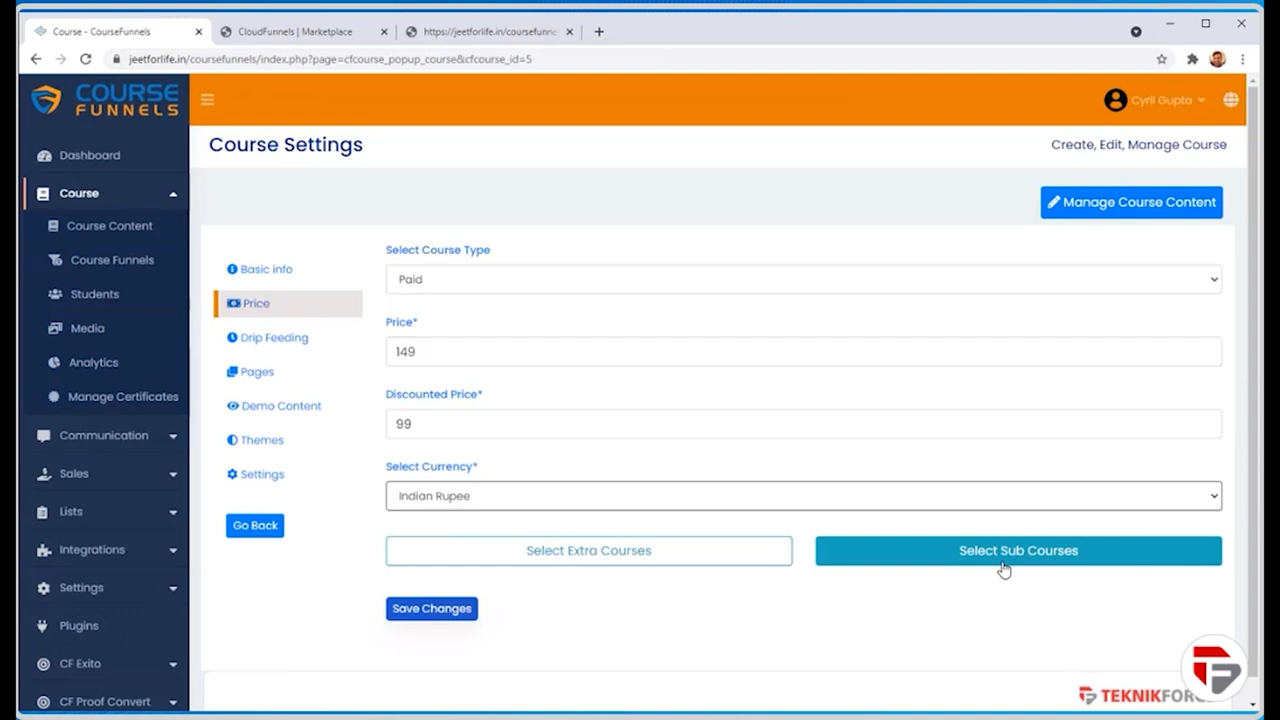 Course - CourseFunnels
CloudFunnels | Marketplace
https://jeetforlife.in/coursefunne
jeetforlife.in/coursefunnels/index.php?page=cfcourse_popup_course&cfcourse_id=5
COURSE
FUNNELS
Cyril Gupta
Dashboard
Course
Course Content
Course Funnels
Students
Media
Analytics
Manage Certificates
Communication
Sales
Lists
Integrations
Settings
Plugins
CF Exito
CF Proof Convert
Course Settings
Create, Edit, Manage Course
Manage Course Content
Basic info
Price
Drip Feeding
Pages
Demo Content
Themes
Settings
Go Back
Select Course Type
Paid
Price*
149
Discounted Price*
99
Select Currency*
Indian Rupee
Select Extra Courses
Select Sub Courses
Save Changes
TEKNIKFORC